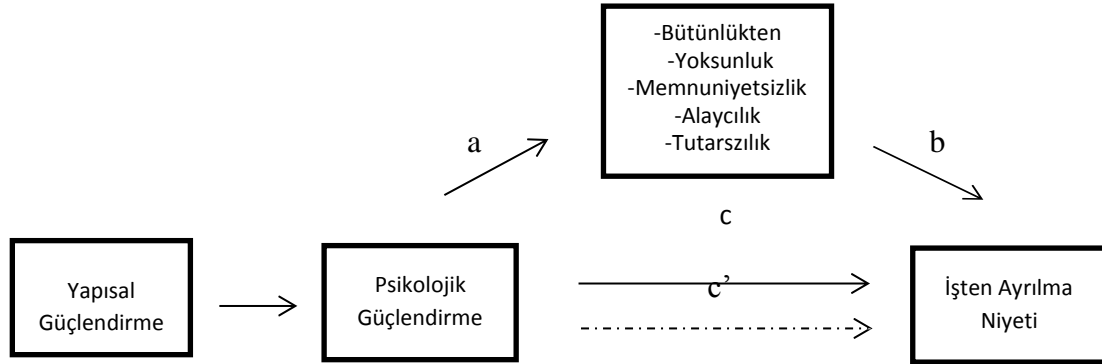 -Bütünlükten
-Yoksunluk
-Memnuniyetsizlik
-Alaycılık
-Tutarszılık
a
b
c
Yapısal
Güçlendirme
Psikolojik
Güçlendirme
c’
İşten Ayrılma
Niyeti